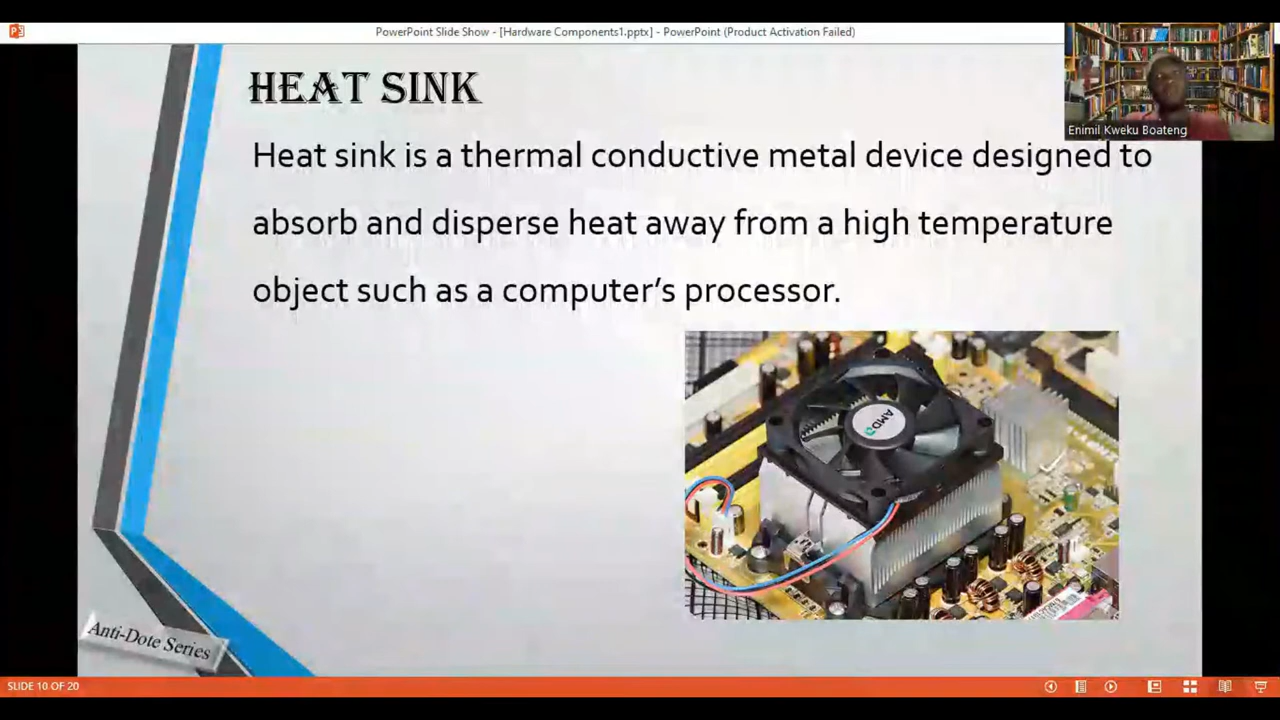 PowerPoint Slide Show - [Hardware Components1.pptx] - PowerPoint (Product Activation Failed)
HEAT SINK
Enimil Kweku Boateng
Heat sink is a thermal conductive metal device designed to
absorb and disperse heat away from a high temperature
object such as a computer's processor.
AMD
Anti-Dote Series
SLIDE 10 OF 20